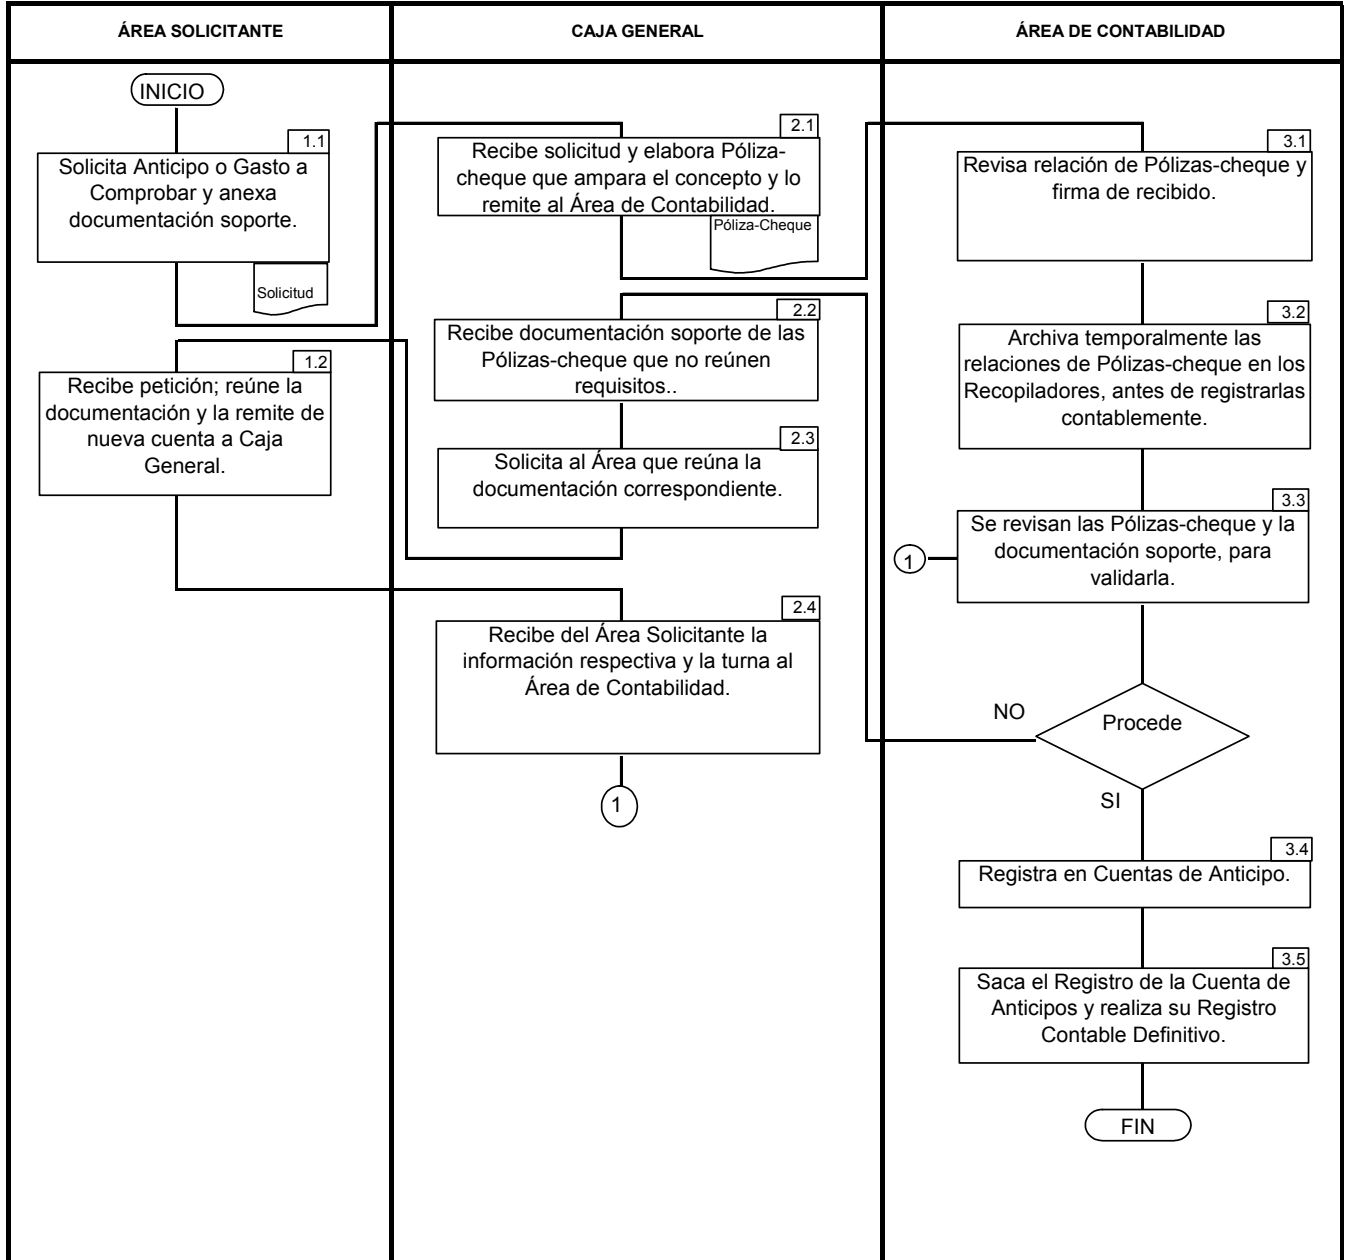 ÁREA SOLICITANTE
CAJA GENERAL
ÁREA DE CONTABILIDAD
INICIO
1.1
Solicita Anticipo o Gasto a
Comprobar y anexa
documentación soporte.
Solicitud
1.2
Recibe petición; reúne la
documentación y la remite de
nueva cuenta a Caja
General.
2.1
Recibe solicitud y elabora Póliza-
cheque que ampara el concepto y lo
remite al Área de Contabilidad.
Póliza-Cheque
2.2
Recibe documentación soporte de las
Pólizas-cheque que no reúnen
requisitos..
2.3
Solicita al Área que reúna la
documentación correspondiente.
2.4
Recibe del Área Solicitante la
información respectiva y la turna al
Área de Contabilidad.
1
3.1
Revisa relación de Pólizas-cheque y
firma de recibido.
3.2
Archiva temporalmente las
relaciones de Pólizas-cheque en los
Recopiladores, antes de registrarlas
contablemente.
3.3
Se revisan las Pólizas-cheque y la
documentación soporte, para
validarla.
1
Procede
NO
SI
3.4
Registra en Cuentas de Anticipo.
3.5
Saca el Registro de la Cuenta de
Anticipos y realiza su Registro
Contable Definitivo.
FIN